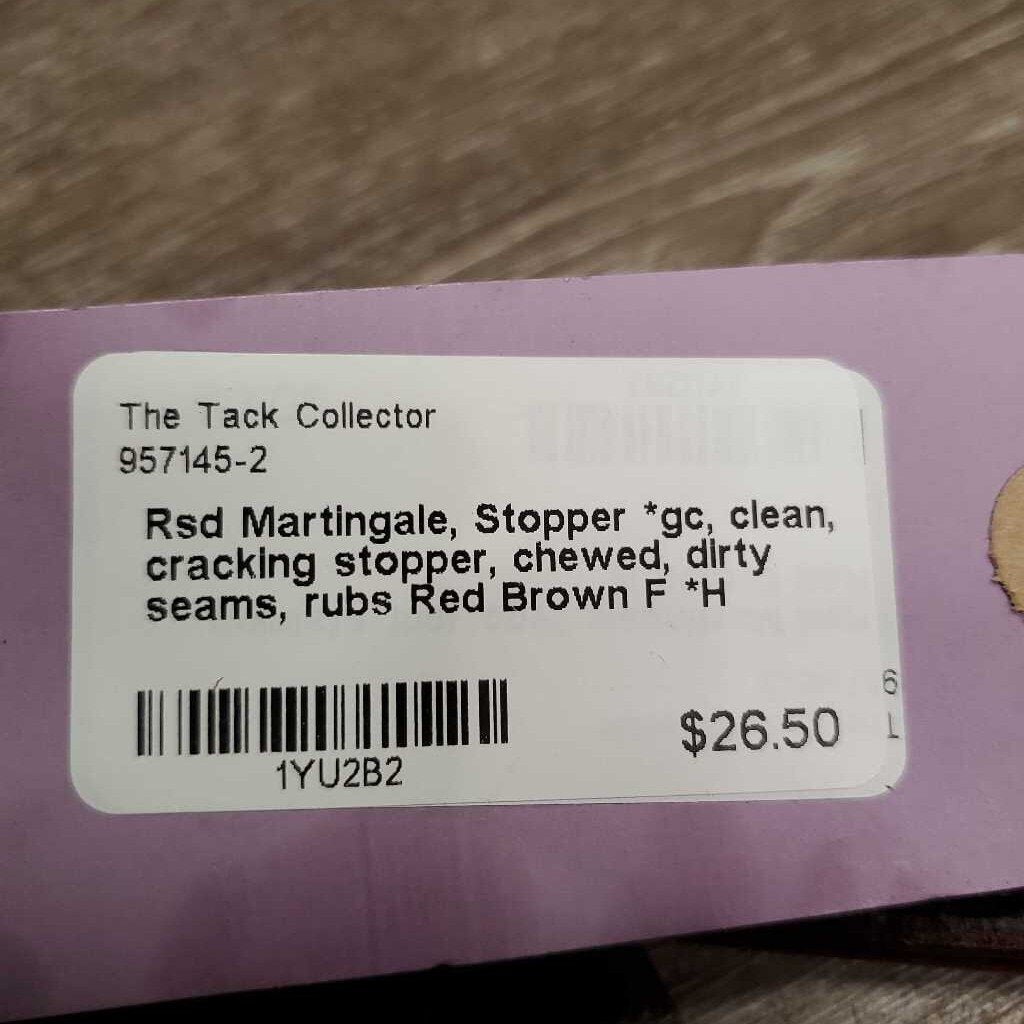 The Tack Collector
957145-2
Rsd Martingale, Stopper *gc, clean,
cracking stopper, chewed, dirty
seams, rubs Red Brown F *H
1YU2B2
$26.50